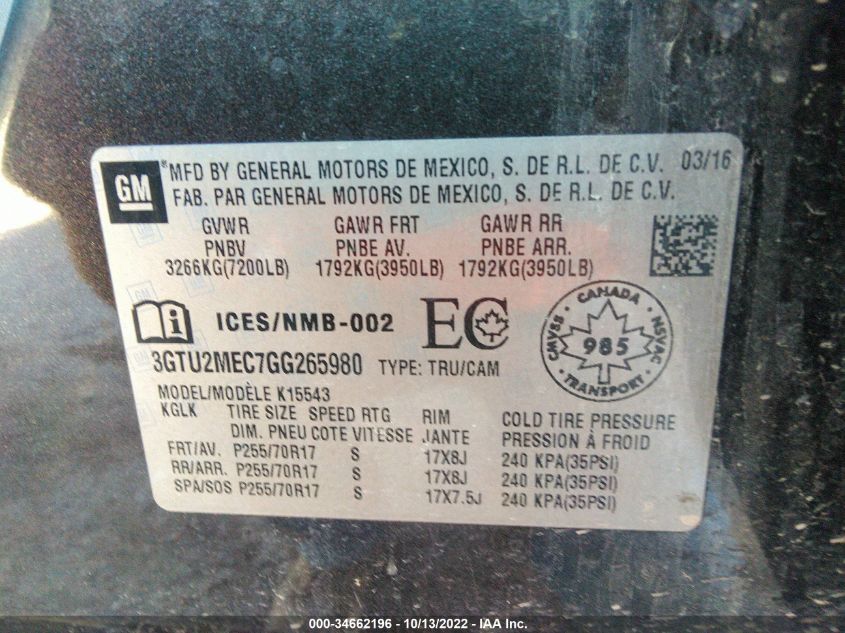 GM ®MFD BY GENERAL MOTORS DE MEXICO, S. DE R.L. DE C.V. 03/16
FAB. PAR GENERAL MOTORS DE MEXICO, S. DE R.L. DE C.V.
GVWR GAWR FRT GAWR RR
PNBV PNBE AV. PNBE ARR.
3266KG(7200LB) 1792KG(3950LB) 1792KG(3950LB)
i ICES/NMB-002 EC
CANADA
CMVSS 985 NSVAC
TRANSPORT
3GTU2MEC7GG265980 TYPE: TRU/CAM
MODEL/MODÈLE K15543
KGLK TIRE SIZE SPEED RTG RIM COLD TIRE PRESSURE
DIM. PNEU COTE VITESSE JANTE PRESSION À FROID
FRT/AV. P255/70R17 S 17X8J 240 KPA(35PSI)
RR/ARR. P255/70R17 S 17X8J 240 KPA(35PSI)
SPA/SOS P255/70R17 S 17X7.5J 240 KPA(35PSI)
000-34662196 - 10/13/2022 - IAA Inc.